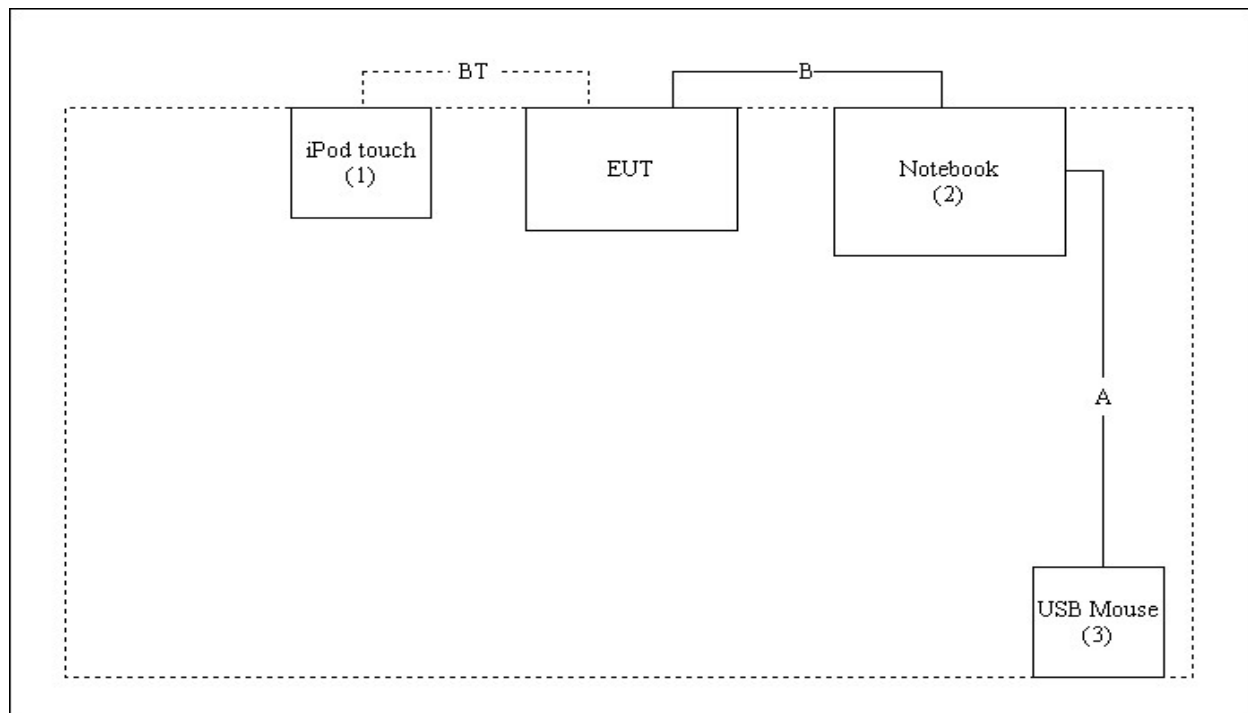 BT
B
iPod touch
(1)
EUT
Notebook
(2)
A
USB Mouse
(3)